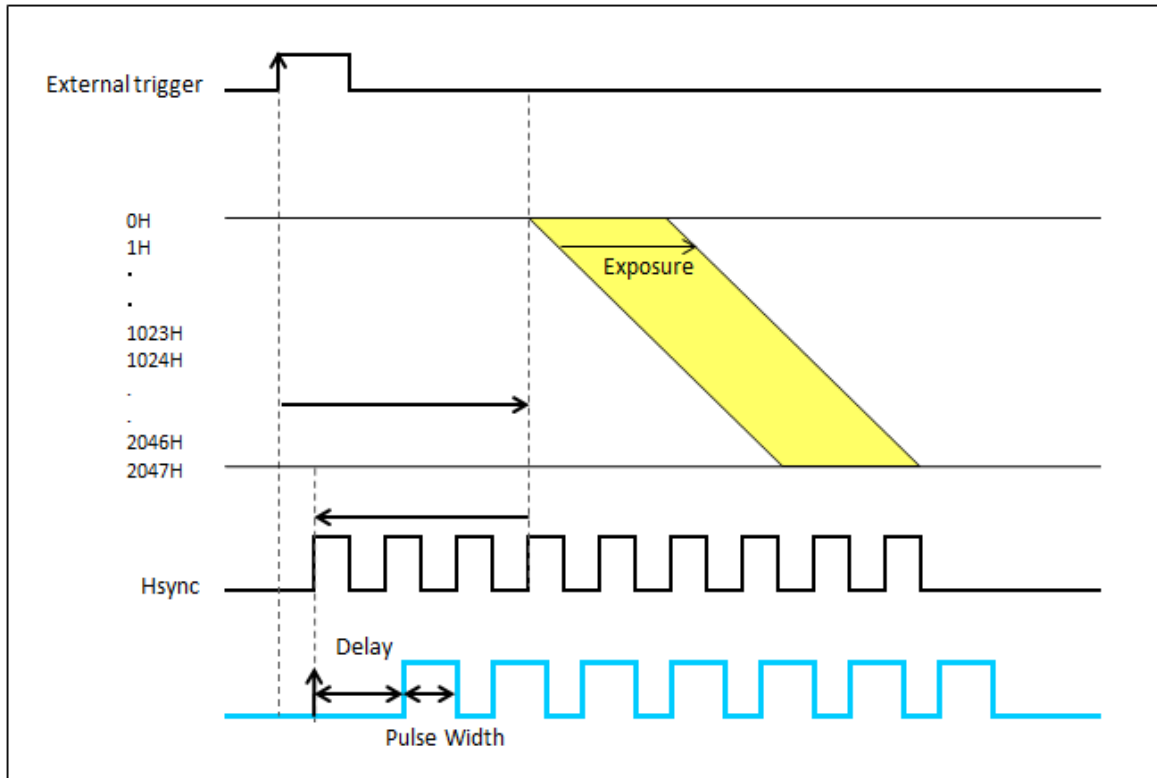 External trigger
0H
1H
.
.
1023H
1024H
.
.
2046H
2047H
Exposure
Hsync
Delay
Pulse Width